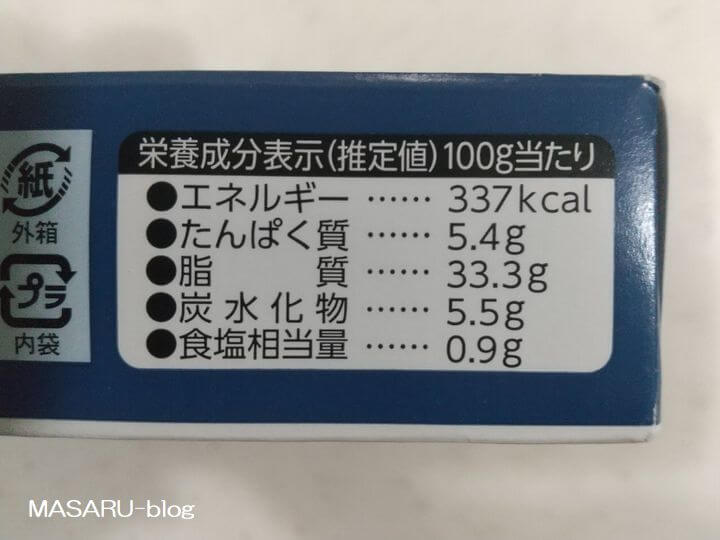 栄養成分表示(推定値)100g当たり
●エネルギー …… 337kcal
●たんぱく質 …… 5.4g
●脂質 …… 33.3g
●炭水化物 …… 5.5g
●食塩相当量 …… 0.9g
紙
外箱
プラ
内袋
MASARU-blog